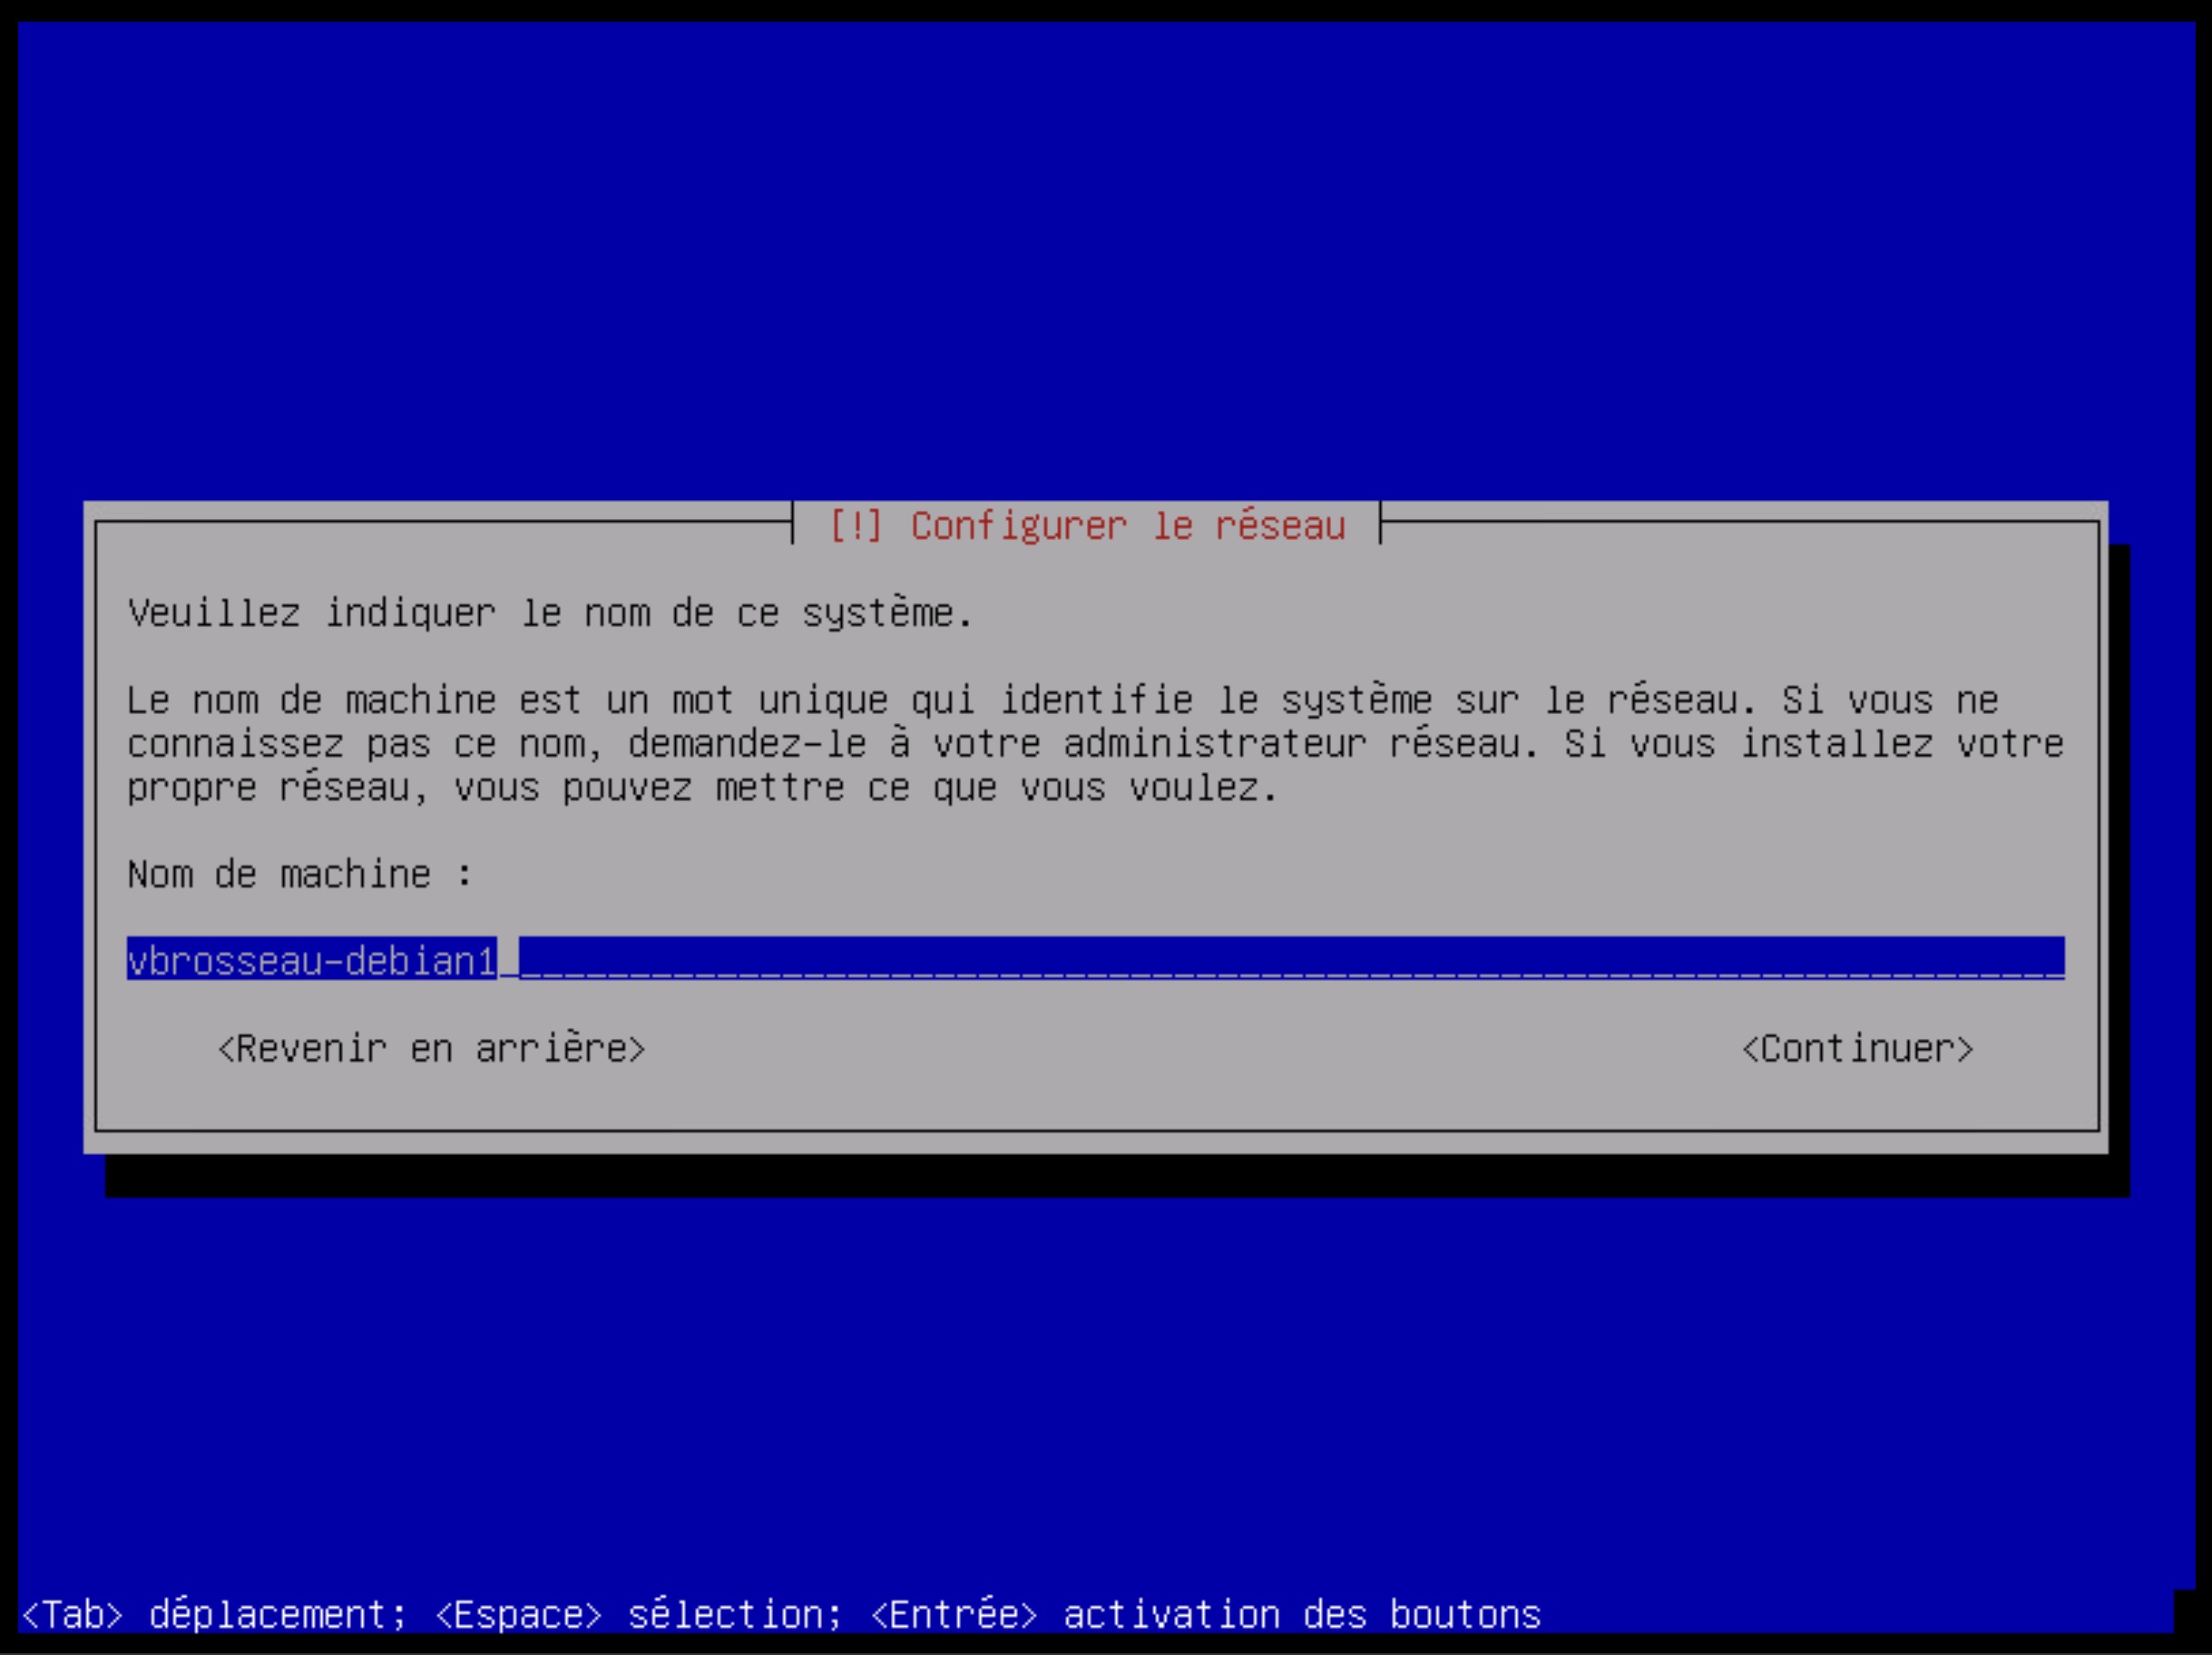 [!] Configurer le réseau
Veuillez indiquer le nom de ce système.
Le nom de machine est un mot unique qui identifie le système sur le réseau. Si vous ne
connaissez pas ce nom, demandez-le à votre administrateur réseau. Si vous installez votre
propre réseau, vous pouvez mettre ce que vous voulez.
Nom de machine :
vbrosseau-debian1
<Revenir en arrière> <Continuer>
<Tab> déplacement; <Espace> sélection; <Entrée> activation des boutons